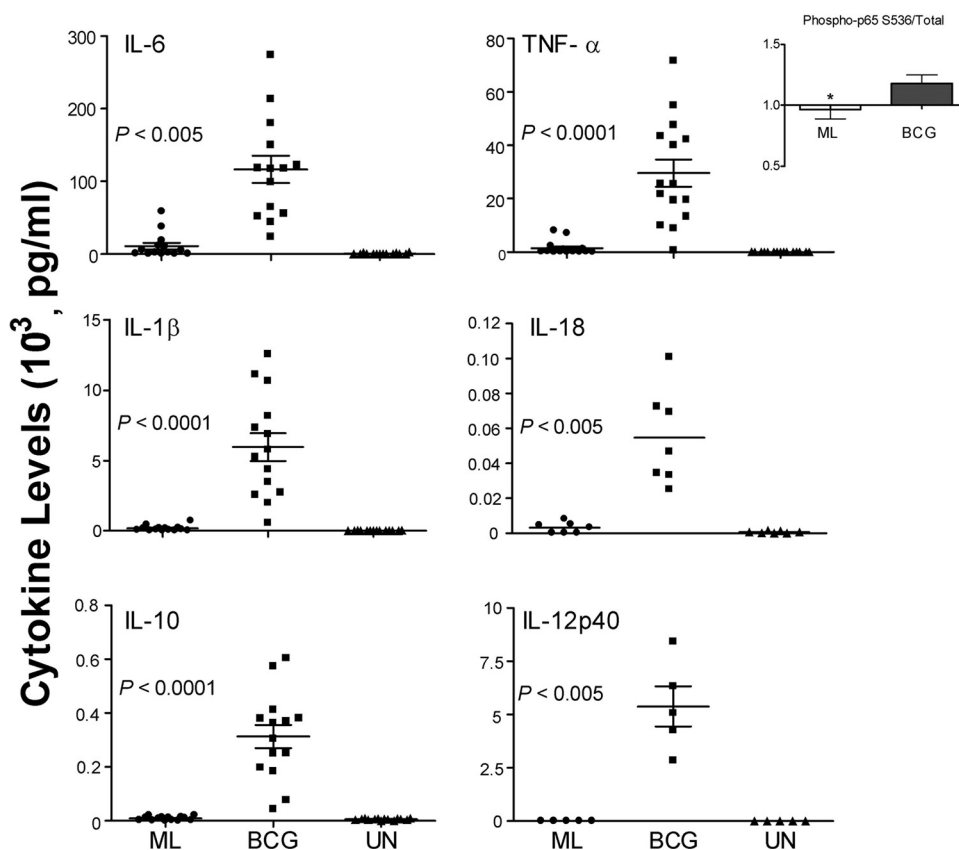 Cytokine Levels (10³, pg/ml)
IL-6
P < 0.005
300
200
100
0
TNF- α
P < 0.0001
80
60
40
20
0
Phospho-p65 S536/Total
1.5
1.0
0.5
*
ML BCG
IL-1β
P < 0.0001
15
10
5
0
IL-18
P < 0.005
0.12
0.10
0.08
0.06
0.04
0.02
0
IL-10
P < 0.0001
0.8
0.6
0.4
0.2
0
ML BCG UN
IL-12p40
P < 0.005
10
7.5
5
2.5
0
ML BCG UN